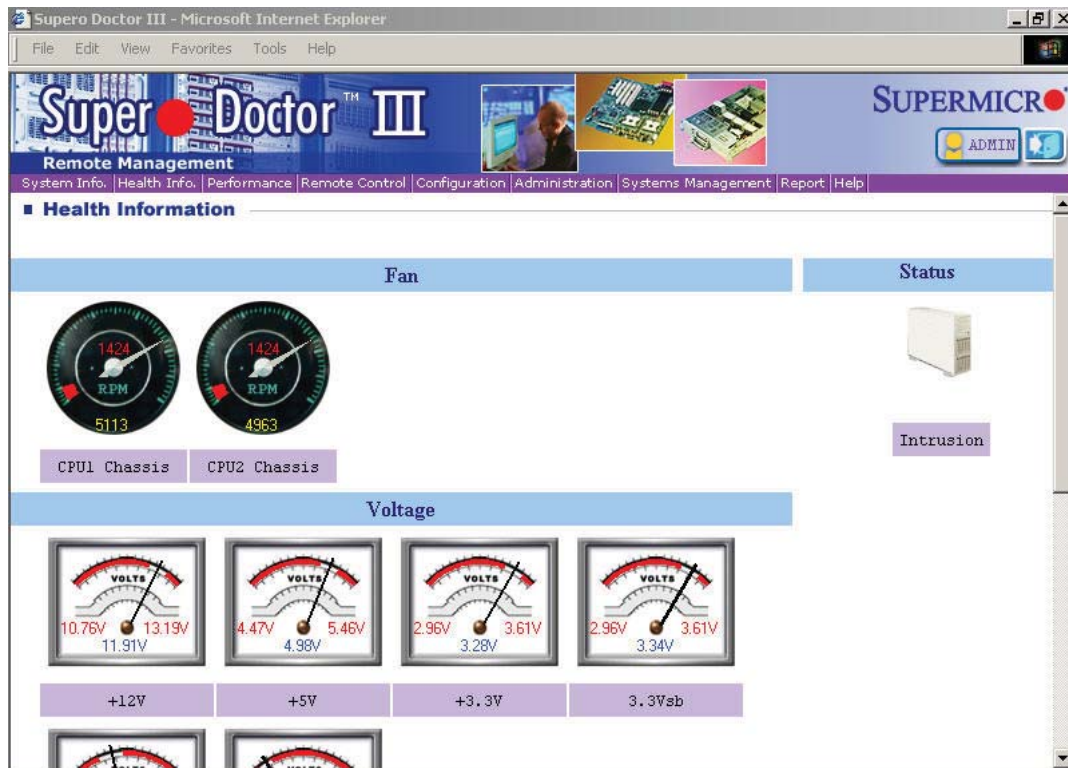 Supero Doctor III - Microsoft Internet Explorer
File Edit View Favorites Tools Help
Super Doctor ™ III
Remote Management
SUPERMICR
ADMIN
System Info. Health Info. Performance Remote Control Configuration Administration Systems Management Report Help
Health Information
Fan
Status
1424
RPM
5113
1424
RPM
4963
CPU1 Chassis
CPU2 Chassis
Intrusion
Voltage
VOLTS
10.76V 13.19V
11.91V
VOLTS
4.47V 5.46V
4.98V
VOLTS
2.96V 3.61V
3.28V
VOLTS
2.96V 3.61V
3.34V
+12V
+5V
+3.3V
3.3Vsb